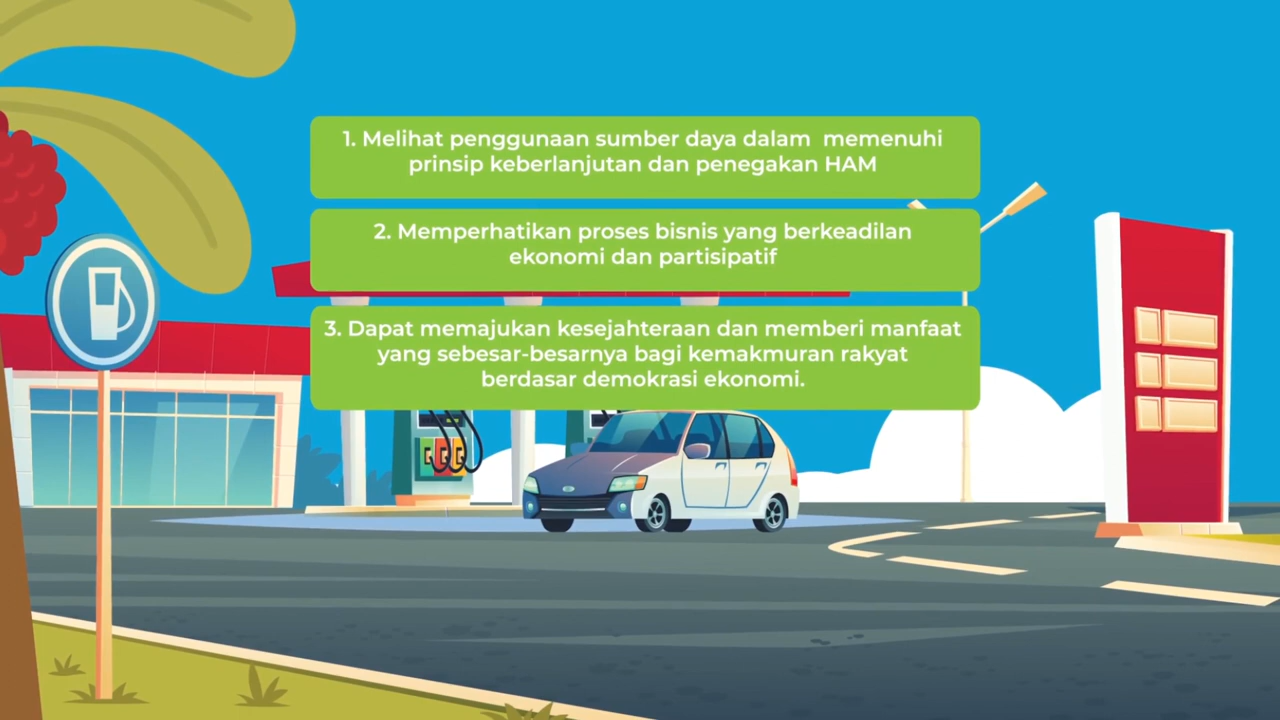 1. Melihat penggunaan sumber daya dalam  memenuhi
prinsip keberlanjutan dan penegakan HAM
2. Memperhatikan proses bisnis yang berkeadilan
ekonomi dan partisipatif
3. Dapat memajukan kesejahteraan dan memberi manfaat
yang sebesar-besarnya bagi kemakmuran rakyat
berdasar demokrasi ekonomi.